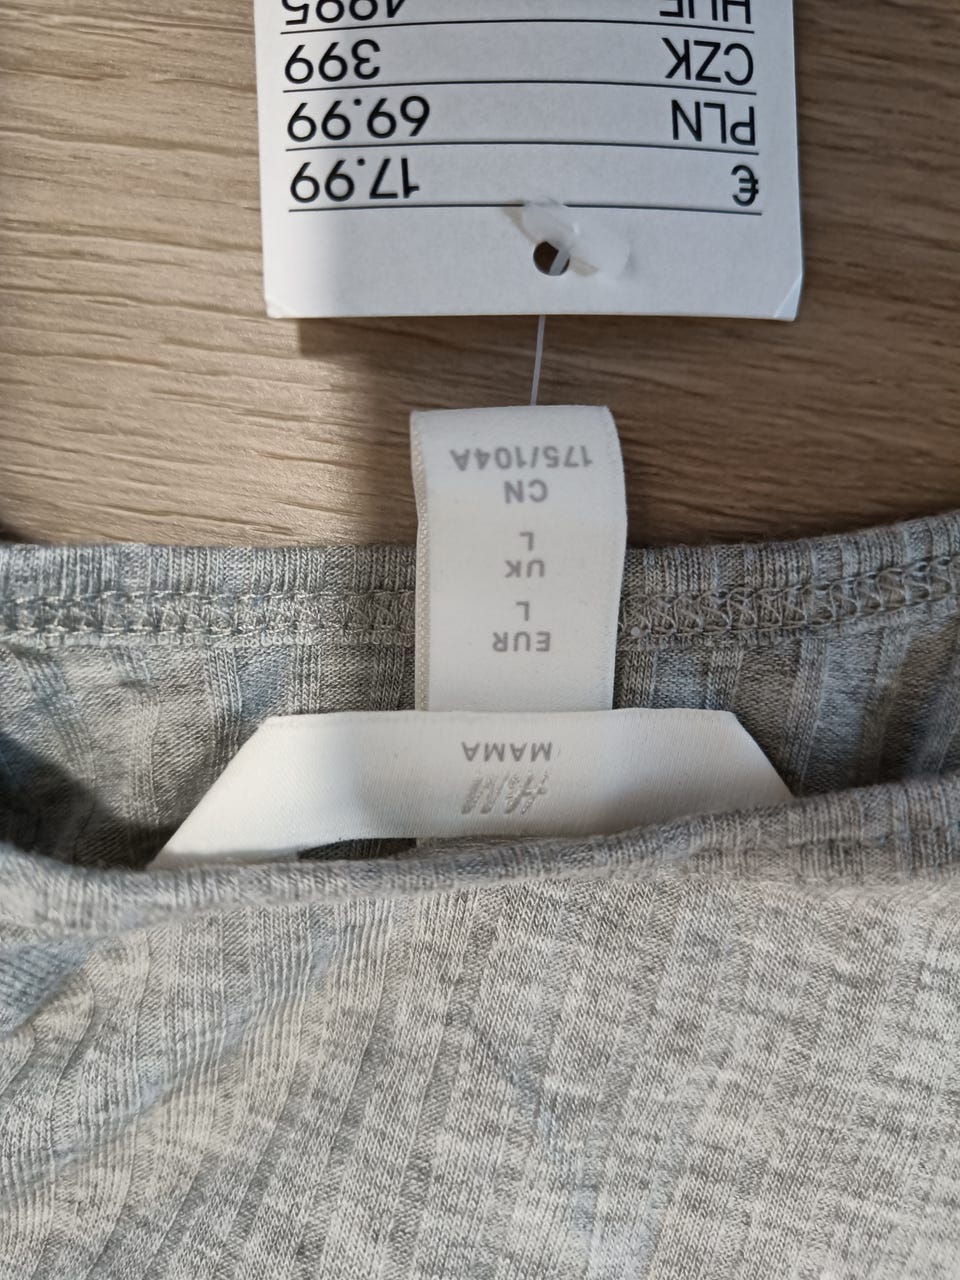 H&M
MAMA
EUR
L
UK
L
CN
175/104A
€ 17.99
PLN 69.99
CZK 399
HUF 4995